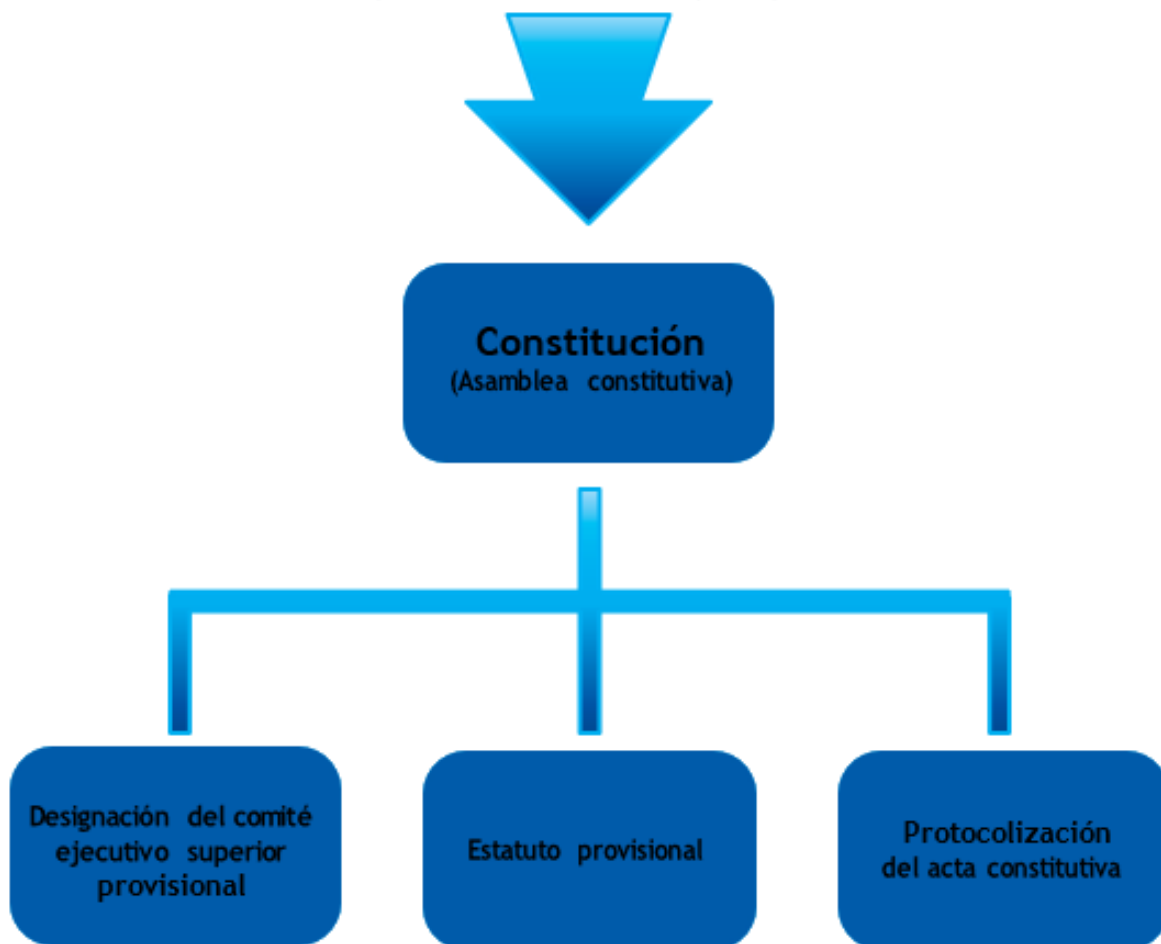 Constitución
(Asamblea constitutiva)
Designación del comité
ejecutivo superior
provisional
Estatuto provisional
Protocolización
del acta constitutiva